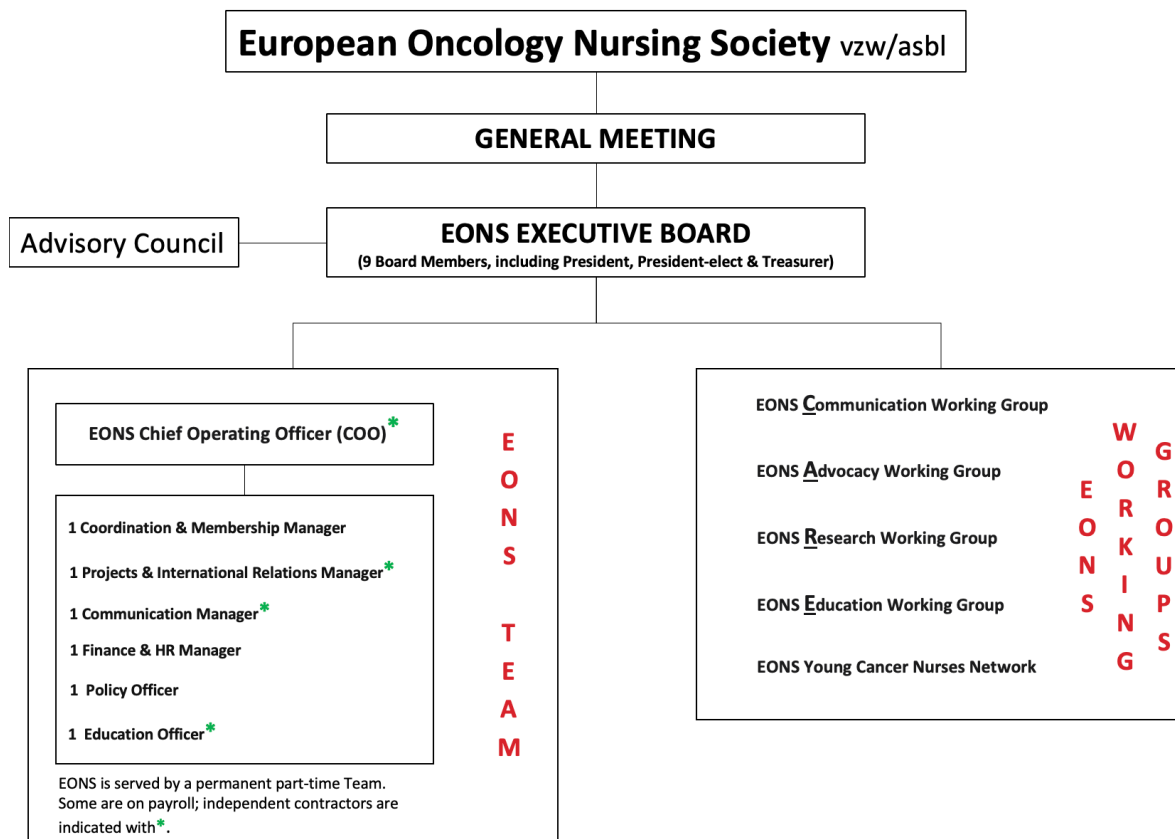 European Oncology Nursing Society vzw/asbl
GENERAL MEETING
Advisory Council
EONS EXECUTIVE BOARD
(9 Board Members, including President, President-elect & Treasurer)
EONS Chief Operating Officer (COO)*
1 Coordination & Membership Manager
1 Projects & International Relations Manager*
1 Communication Manager*
1 Finance & HR Manager
1 Policy Officer
1 Education Officer*
EONS TEAM
EONS is served by a permanent part-time Team.
Some are on payroll; independent contractors are
indicated with*.
EONS Communication Working Group
EONS Advocacy Working Group
EONS Research Working Group
EONS Education Working Group
EONS Young Cancer Nurses Network
EONS
WORKING
GROUPS